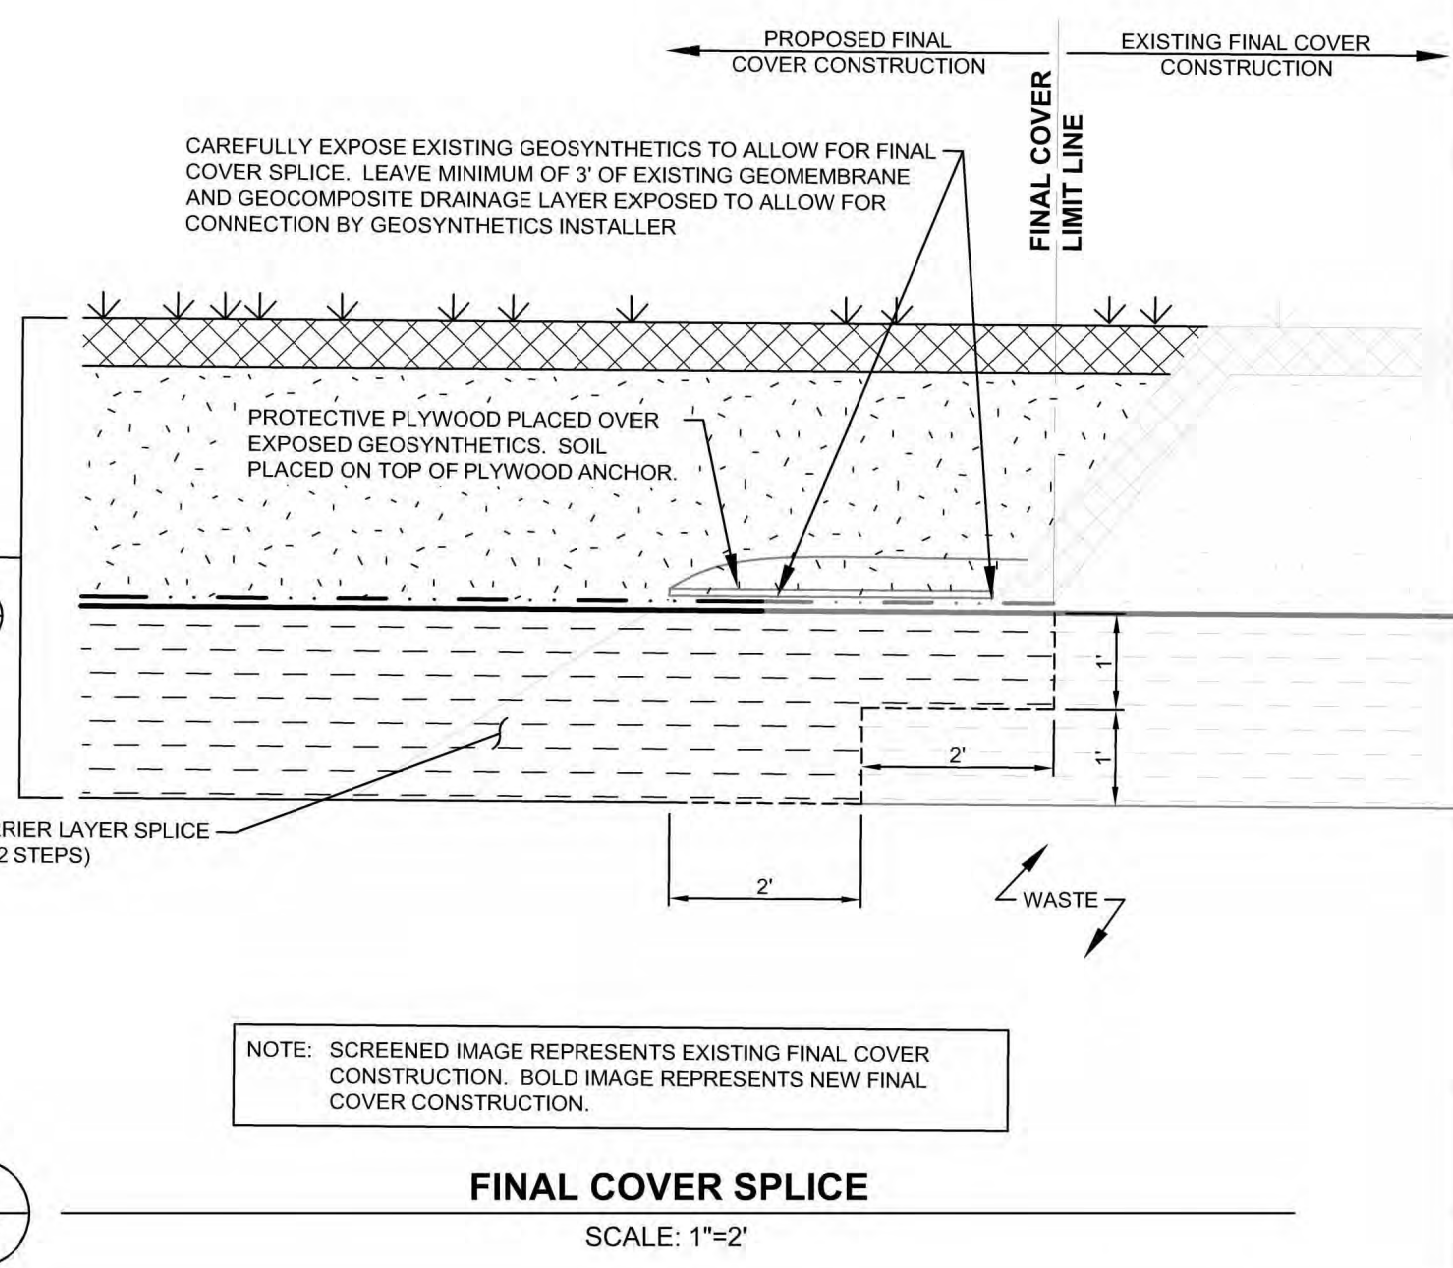 PROPOSED FINAL
COVER CONSTRUCTION
EXISTING FINAL COVER
CONSTRUCTION
FINAL COVER
LIMIT LINE
CAREFULLY EXPOSE EXISTING GEOSYNTHETICS TO ALLOW FOR FINAL
COVER SPLICE. LEAVE MINIMUM OF 3' OF EXISTING GEOMEMBRANE
AND GEOCOMPOSITE DRAINAGE LAYER EXPOSED TO ALLOW FOR
CONNECTION BY GEOSYNTHETICS INSTALLER
PROTECTIVE PLYWOOD PLACED OVER
EXPOSED GEOSYNTHETICS. SOIL
PLACED ON TOP OF PLYWOOD ANCHOR.
1'
2'
1'
RRIER LAYER SPLICE
2 STEPS)
2'
WASTE
NOTE: SCREENED IMAGE REPRESENTS EXISTING FINAL COVER
CONSTRUCTION. BOLD IMAGE REPRESENTS NEW FINAL
COVER CONSTRUCTION.
FINAL COVER SPLICE
SCALE: 1"=2'